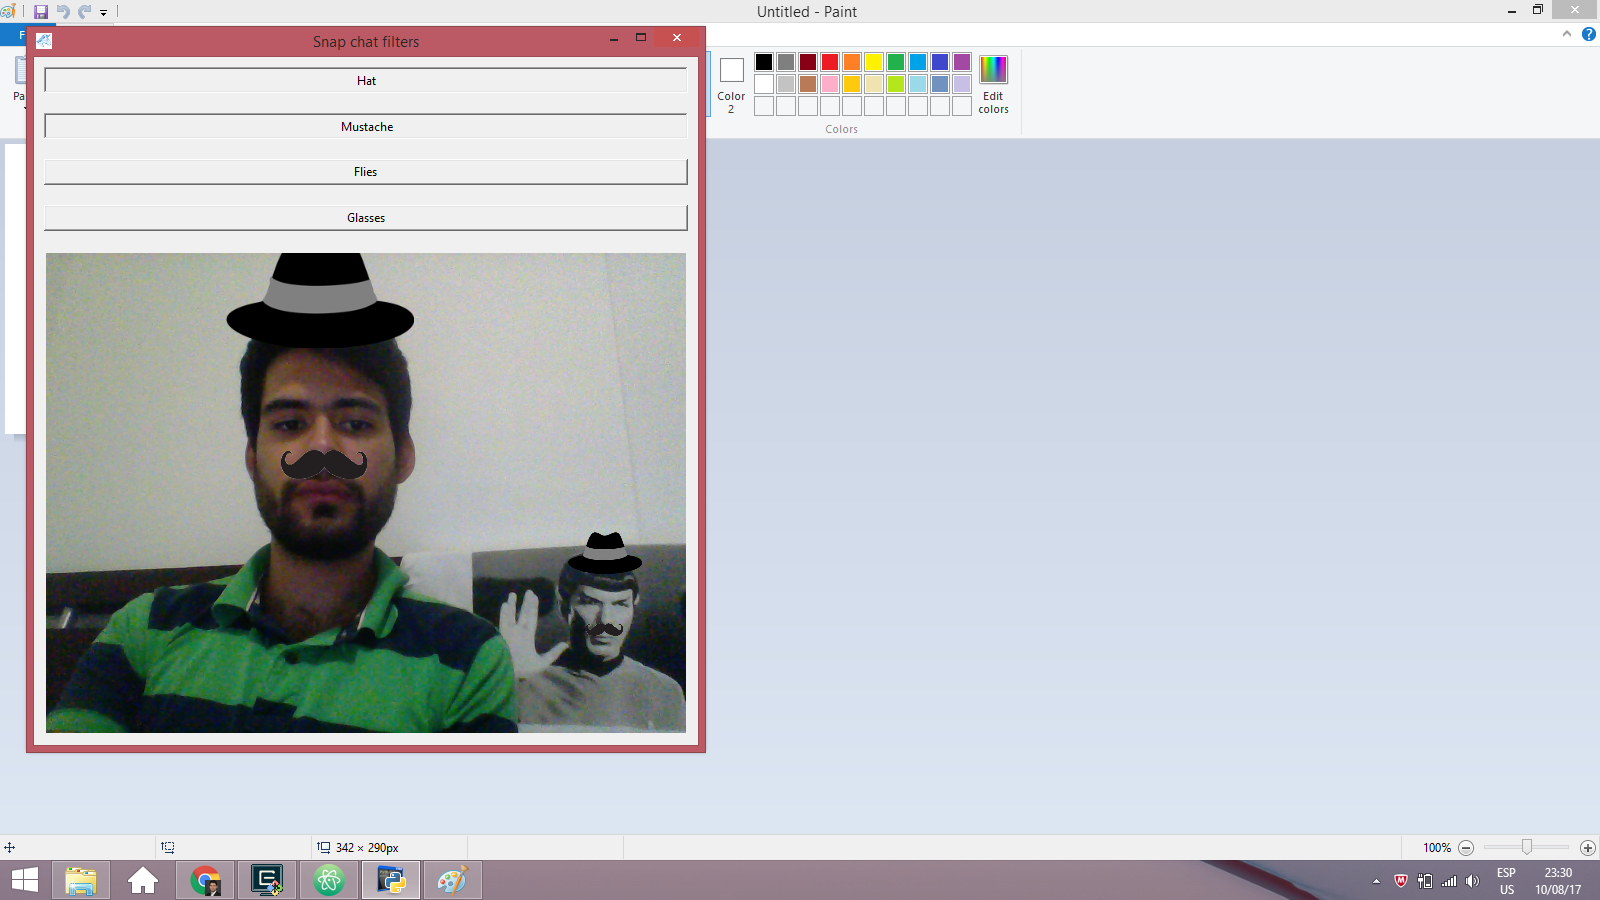 Untitled - Paint
F
Snap chat filters
Hat
Mustache
Flies
Glasses
Pa
Color
2
Edit
colors
Colors
342 × 290px
100%
ESP
US
23:30
10/08/17